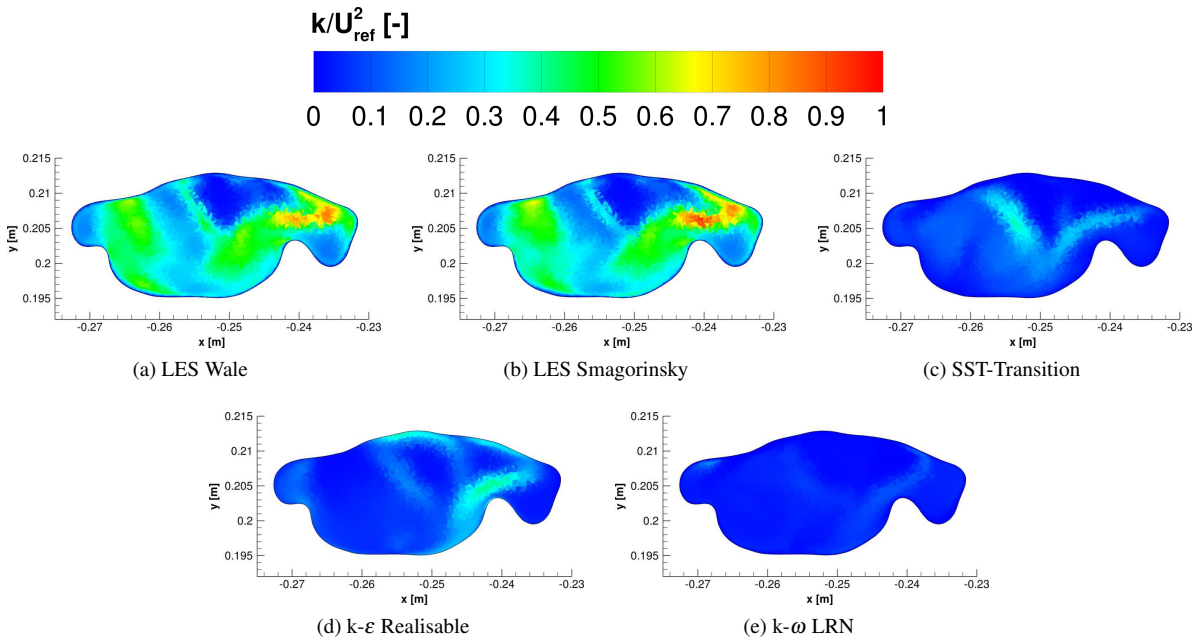 k/U²ref [-]
0 0.1 0.2 0.3 0.4 0.5 0.6 0.7 0.8 0.9 1
0.215
0.21
0.205
0.2
0.195
y [m]
-0.27 -0.26 -0.25 -0.24 -0.23
x [m]
(a) LES Wale
0.215
0.21
0.205
0.2
0.195
y [m]
-0.27 -0.26 -0.25 -0.24 -0.23
x [m]
(b) LES Smagorinsky
0.215
0.21
0.205
0.2
0.195
y [m]
-0.27 -0.26 -0.25 -0.24 -0.23
x [m]
(c) SST-Transition
0.215
0.21
0.205
0.2
0.195
y [m]
-0.27 -0.26 -0.25 -0.24 -0.23
x [m]
(d) k-ε Realisable
0.215
0.21
0.205
0.2
0.195
y [m]
-0.27 -0.26 -0.25 -0.24 -0.23
x [m]
(e) k-ω LRN